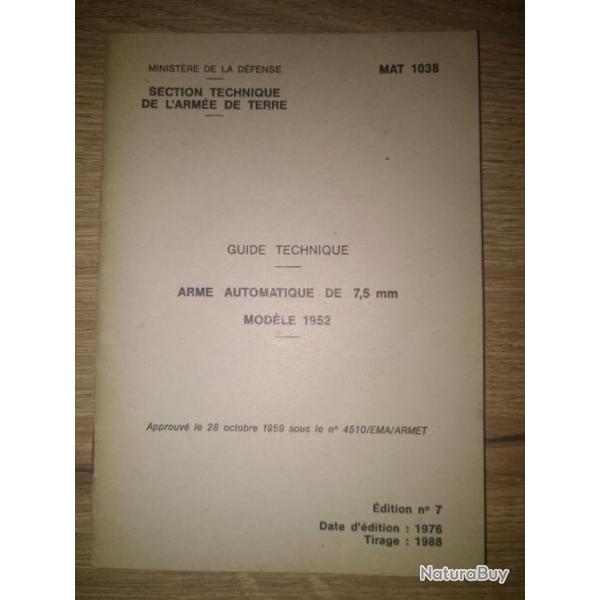 MINISTÈRE DE LA DÉFENSE
MAT 1038
SECTION TECHNIQUE
DE L'ARMÉE DE TERRE
GUIDE TECHNIQUE
ARME AUTOMATIQUE DE 7,5 mm
MODÈLE 1952
Approuvé le 28 octobre 1959 sous le nº 4510/EMA/ARMET
Édition nº 7
Date d'édition : 1976
Tirage : 1988
NaturaBuy